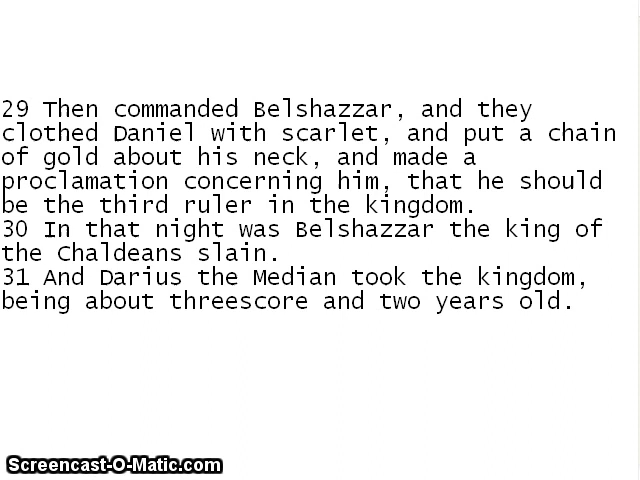 29 Then commanded Belshazzar, and they
clothed Daniel with scarlet, and put a chain
of gold about his neck, and made a
proclamation concerning him, that he should
be the third ruler in the kingdom.
30 In that night was Belshazzar the king of
the Chaldeans slain.
31 And Darius the Median took the kingdom,
being about threescore and two years old.
Screencast-O-Matic.com